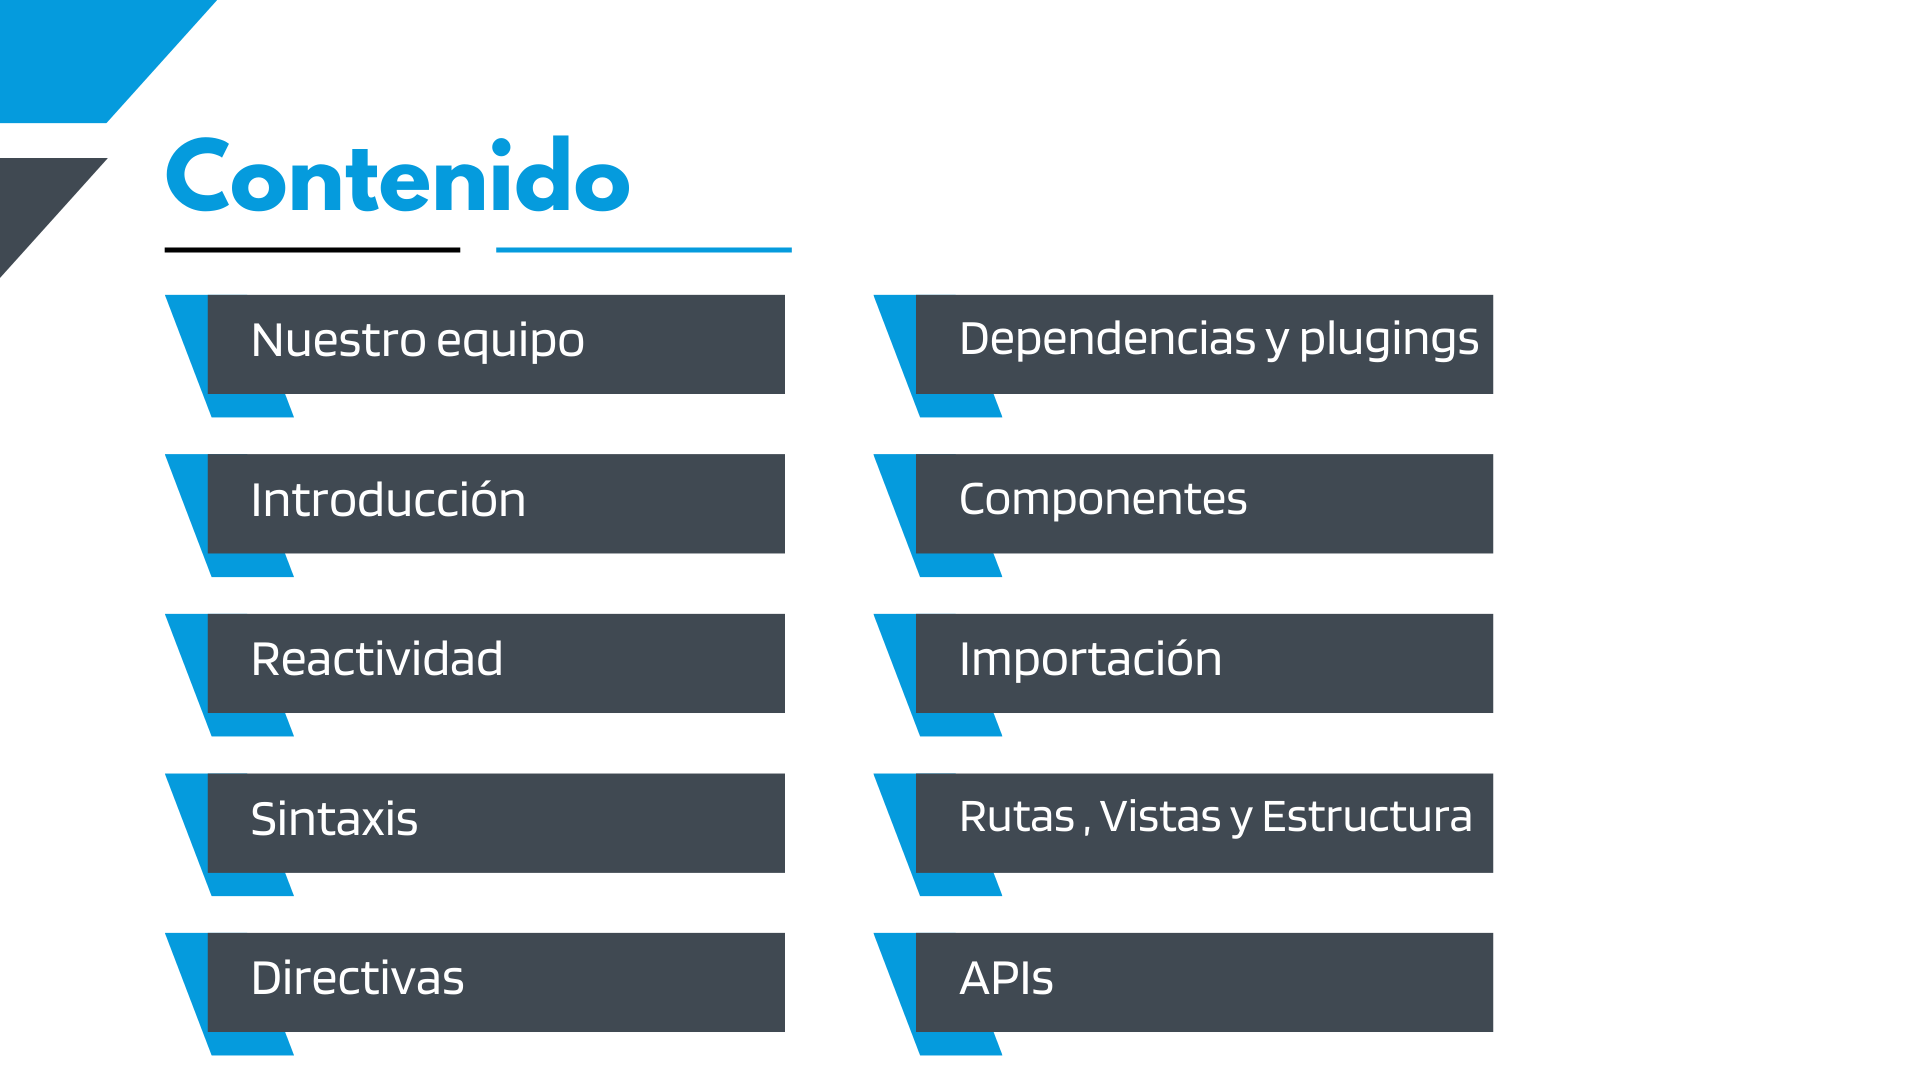 Contenido
Nuestro equipo
Introducción
Reactividad
Sintaxis
Directivas
Dependencias y plugings
Componentes
Importación
Rutas , Vistas y Estructura
APIs